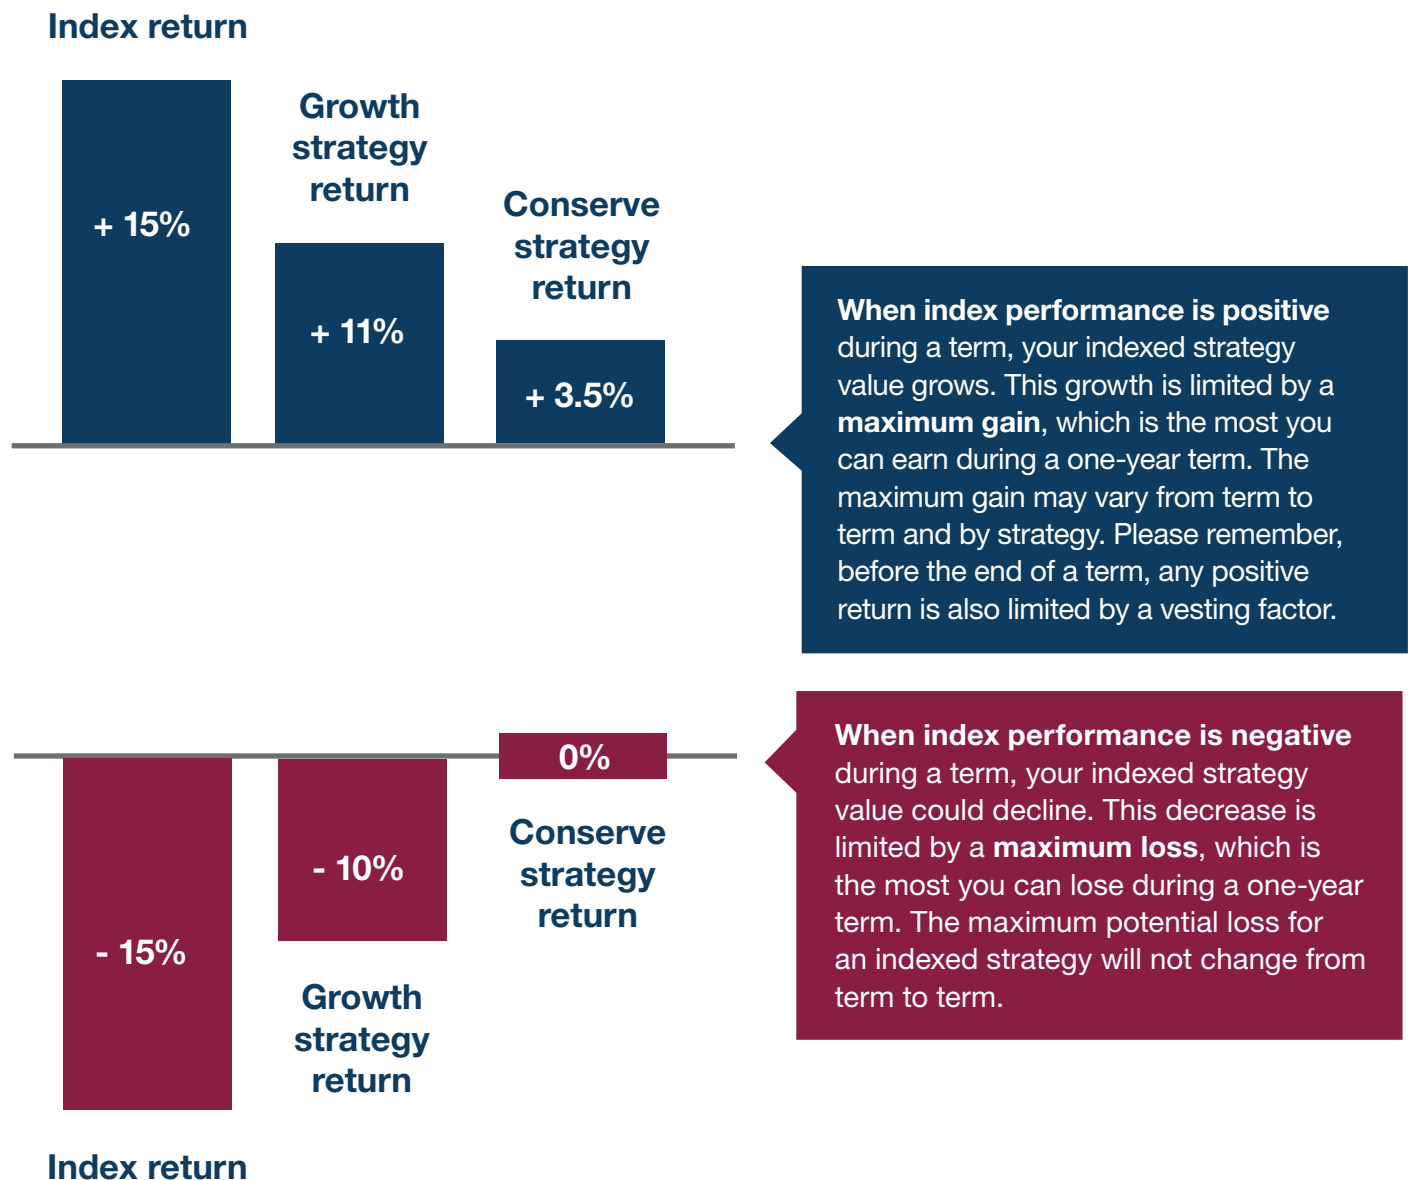 Index return
Growth
strategy
return
Conserve
strategy
return
+ 15%
+ 11%
+ 3.5%
When index performance is positive
during a term, your indexed strategy
value grows. This growth is limited by a
maximum gain, which is the most you
can earn during a one-year term. The
maximum gain may vary from term to
term and by strategy. Please remember,
before the end of a term, any positive
return is also limited by a vesting factor.
0%
Conserve
strategy
return
- 10%
- 15%
Growth
strategy
return
Index return
When index performance is negative
during a term, your indexed strategy
value could decline. This decrease is
limited by a maximum loss, which is
the most you can lose during a one-year
term. The maximum potential loss for
an indexed strategy will not change from
term to term.